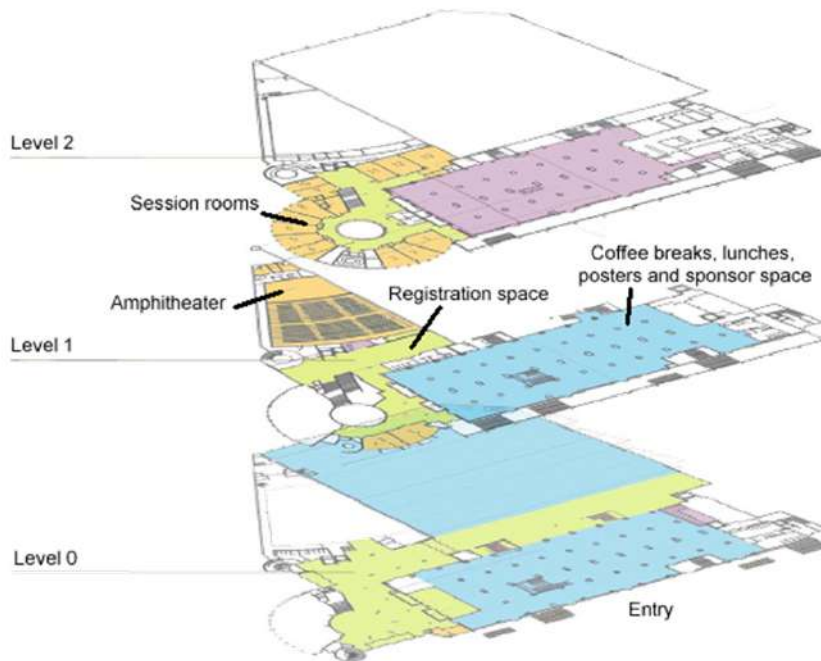 Level 2
Session rooms
Coffee breaks, lunches,
posters and sponsor space
Amphitheater
Registration space
Level 1
Level 0
Entry